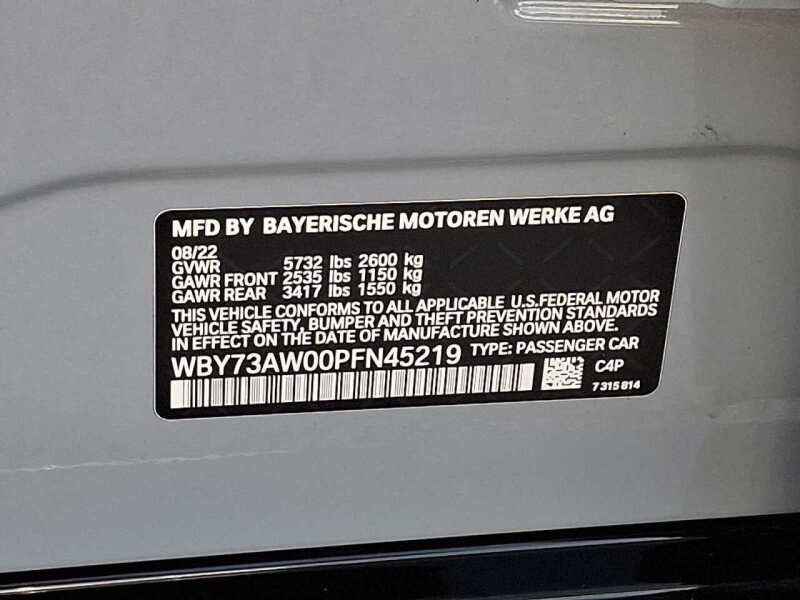 MFD BY BAYERISCHE MOTOREN WERKE AG
08/22
GVWR 5732 lbs 2600 kg
GAWR FRONT 2535 lbs 1150 kg
GAWR REAR 3417 lbs 1550 kg
THIS VEHICLE CONFORMS TO ALL APPLICABLE U.S.FEDERAL MOTOR
VEHICLE SAFETY, BUMPER AND THEFT PREVENTION STANDARDS
IN EFFECT ON THE DATE OF MANUFACTURE SHOWN ABOVE.
WBY73AW00PFN45219 TYPE: PASSENGER CAR
C4P
7 315 814